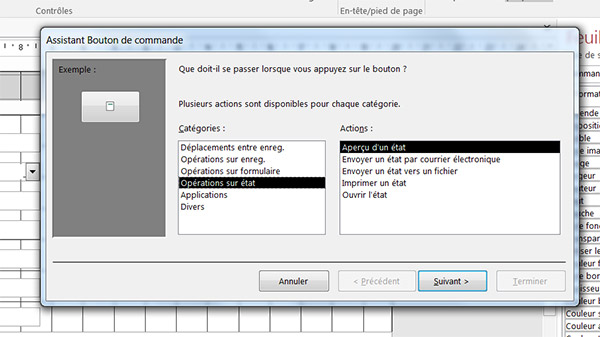 Contrôles
En-tête/pied de page
Assistant Bouton de commande
Exemple :
Que doit-il se passer lorsque vous appuyez sur le bouton ?
Plusieurs actions sont disponibles pour chaque catégorie.
Catégories :
Actions :
Déplacements entre enreg.
Opérations sur enreg.
Opérations sur formulaire
Opérations sur état
Applications
Divers
Aperçu d'un état
Envoyer un état par courrier électronique
Envoyer un état vers un fichier
Imprimer un état
Ouvrir l'état
Annuler
< Précédent
Suivant >
Terminer